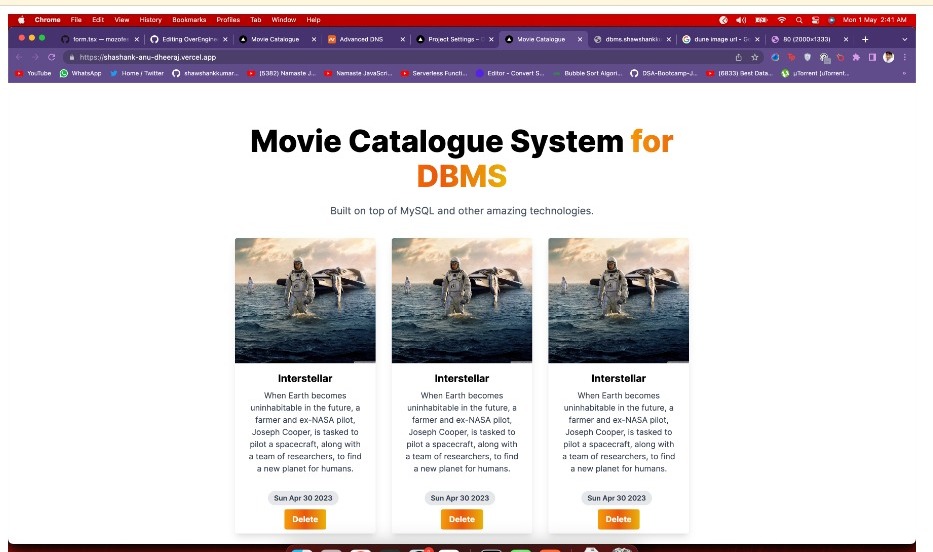 Chrome File Edit View History Bookmarks Profiles Tab Window Help Mon 1 May 2:41 AM
form.tsx — mozofe Editing OverEngine Movie Catalogue Advanced DNS Project Settings – Movie Catalogue dbms.shawshankku dune image url - Go 80 (2000×1333)
https://shashank-anu-dheeraj.vercel.app
YouTube WhatsApp Home / Twitter shawshankkumar... (5382) Namaste J... Namaste JavaScri... Serverless Functi... Editor - Convert S... Bubble Sort Algori... DSA-Bootcamp-J... (6833) Best Data... µTorrent (uTorrent...
Movie Catalogue System for
DBMS
Built on top of MySQL and other amazing technologies.
Interstellar
When Earth becomes
uninhabitable in the future, a
farmer and ex-NASA pilot,
Joseph Cooper, is tasked to
pilot a spacecraft, along with
a team of researchers, to find
a new planet for humans.
Sun Apr 30 2023
Delete
Interstellar
When Earth becomes
uninhabitable in the future, a
farmer and ex-NASA pilot,
Joseph Cooper, is tasked to
pilot a spacecraft, along with
a team of researchers, to find
a new planet for humans.
Sun Apr 30 2023
Delete
Interstellar
When Earth becomes
uninhabitable in the future, a
farmer and ex-NASA pilot,
Joseph Cooper, is tasked to
pilot a spacecraft, along with
a team of researchers, to find
a new planet for humans.
Sun Apr 30 2023
Delete